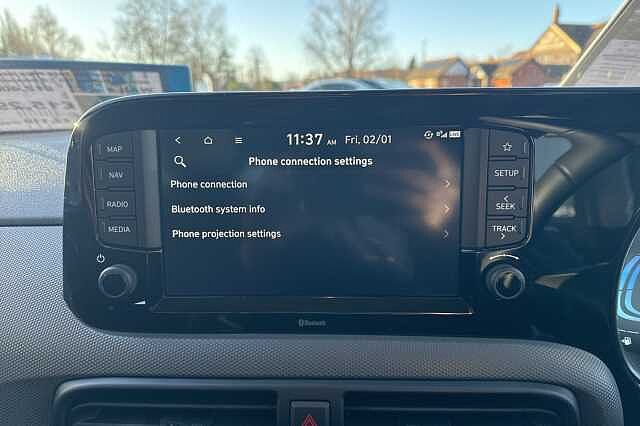 11:37 AM Fri. 02/01
Phone connection settings
Phone connection
Bluetooth system info
Phone projection settings
MAP
NAV
RADIO
MEDIA
SETUP
SEEK
TRACK
Bluetooth